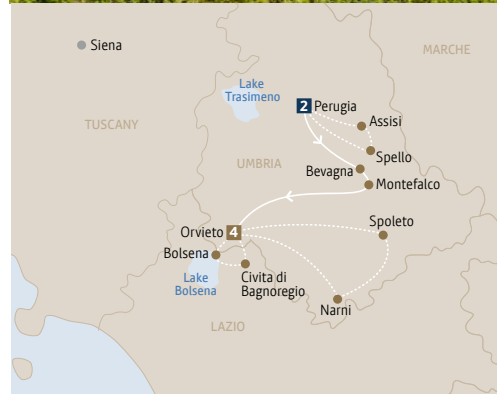 Siena
MARCHE
Lake
Trasimeno
2 Perugia
Assisi
TUSCANY
Spello
UMBRIA
Bevagna
Montefalco
Spoleto
Orvieto 4
Bolsena
Lake
Bolsena
Civita di
Bagnoregio
Narni
LAZIO